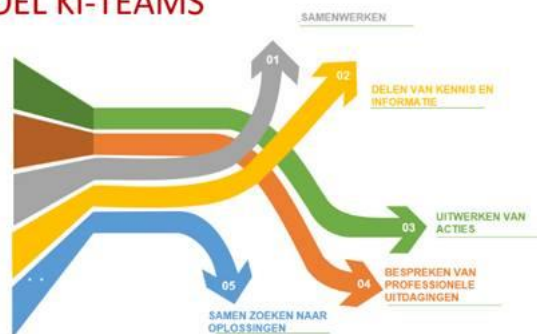 DEL KI-TEAMS
SAMENWERKEN
01
02
DELEN VAN KENNIS EN
INFORMATIE
03
UITWERKEN VAN
ACTIES
04
BESPREKEN VAN
PROFESSIONELE
UITDAGINGEN
05
SAMEN ZOEKEN NAAR
OPLOSSINGEN